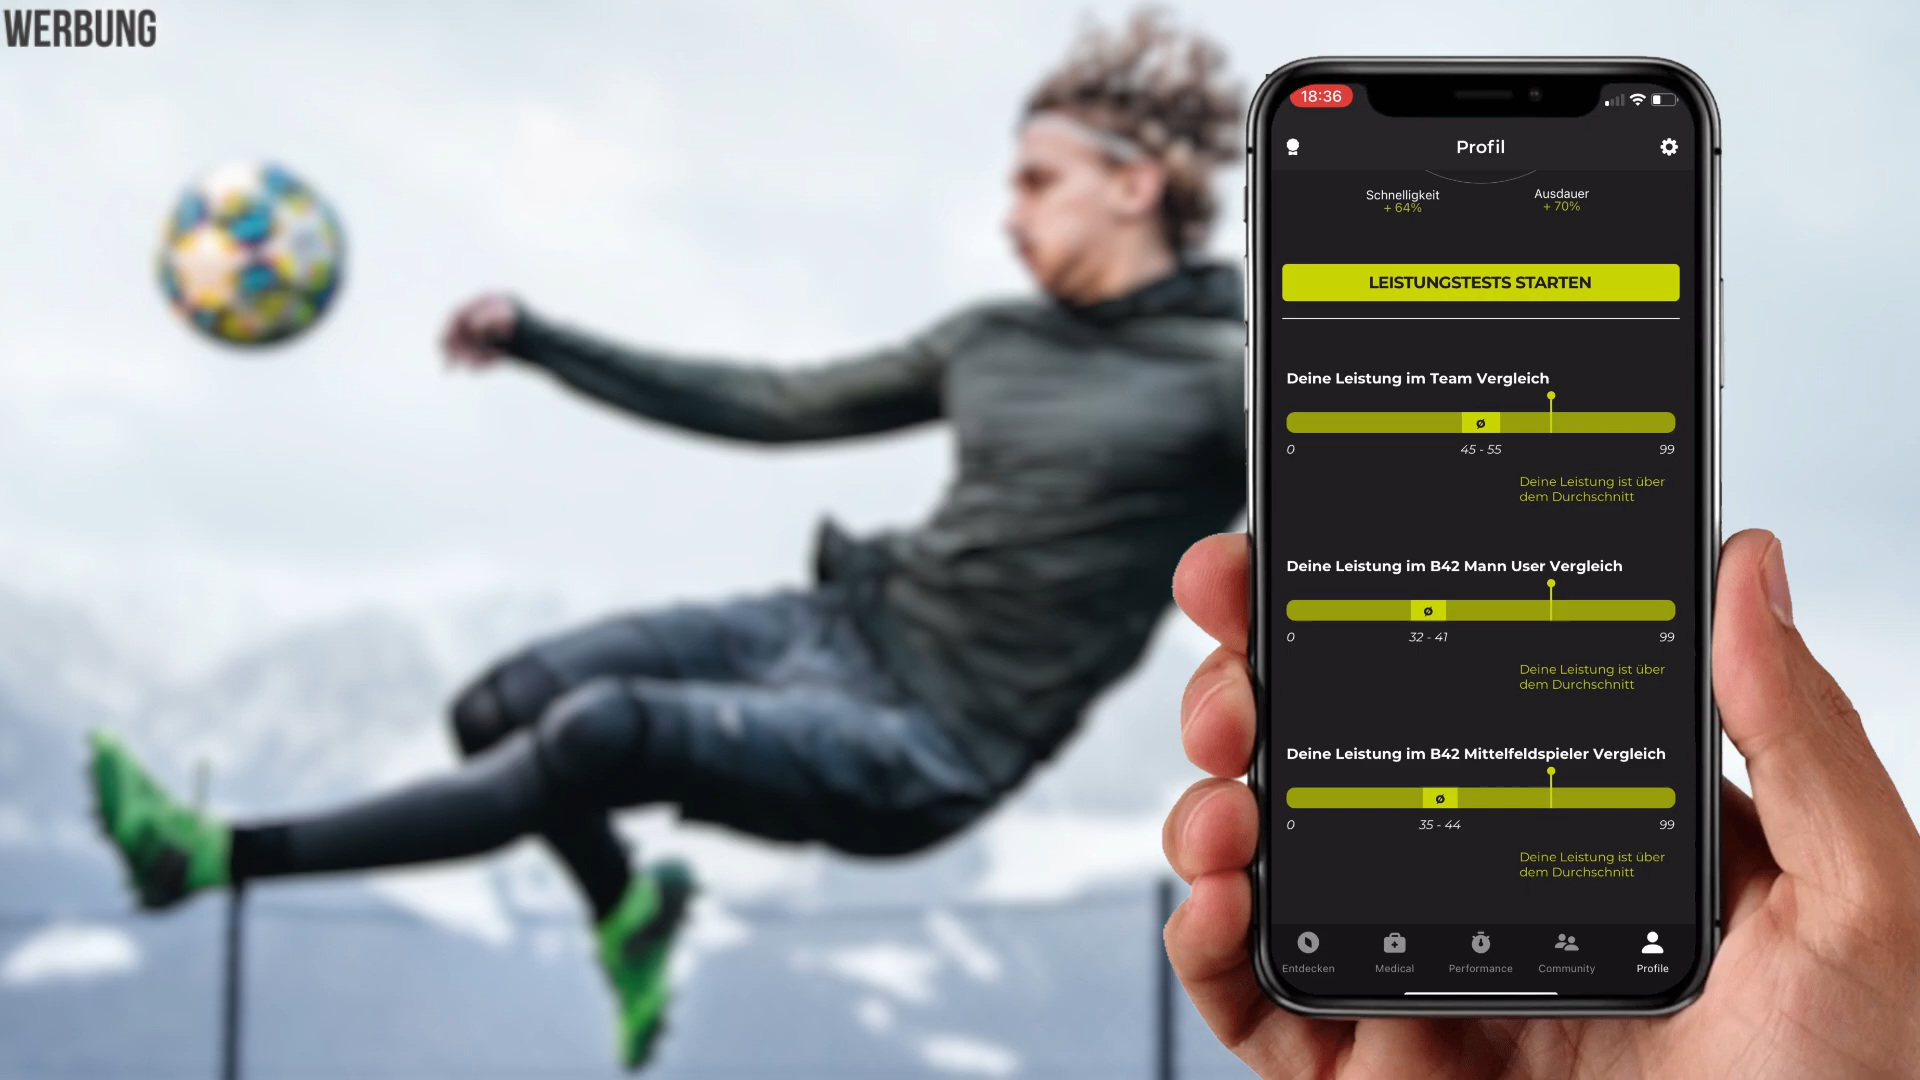 WERBUNG
18:36
Profil
Schnelligkeit
+ 64%
Ausdauer
+ 70%
LEISTUNGSTESTS STARTEN
Deine Leistung im Team Vergleich
ø
0
45 - 55
99
Deine Leistung ist über
dem Durchschnitt
Deine Leistung im B42 Mann User Vergleich
ø
0
32 - 41
99
Deine Leistung ist über
dem Durchschnitt
Deine Leistung im B42 Mittelfeldspieler Vergleich
ø
0
35 - 44
99
Deine Leistung ist über
dem Durchschnitt
Entdecken
Medical
Performance
Community
Profile